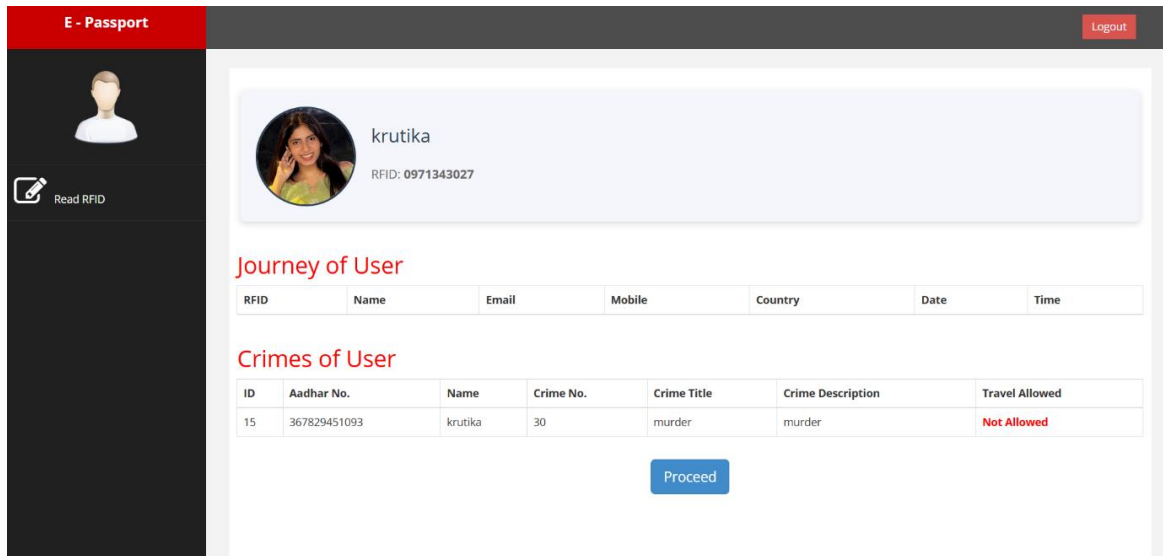 E - Passport
Logout
krutika
RFID: 0971343027
Read RFID
Journey of User
RFID Name Email Mobile Country Date Time
Crimes of User
ID Aadhar No. Name Crime No. Crime Title Crime Description Travel Allowed
15 367829451093 krutika 30 murder murder Not Allowed
Proceed